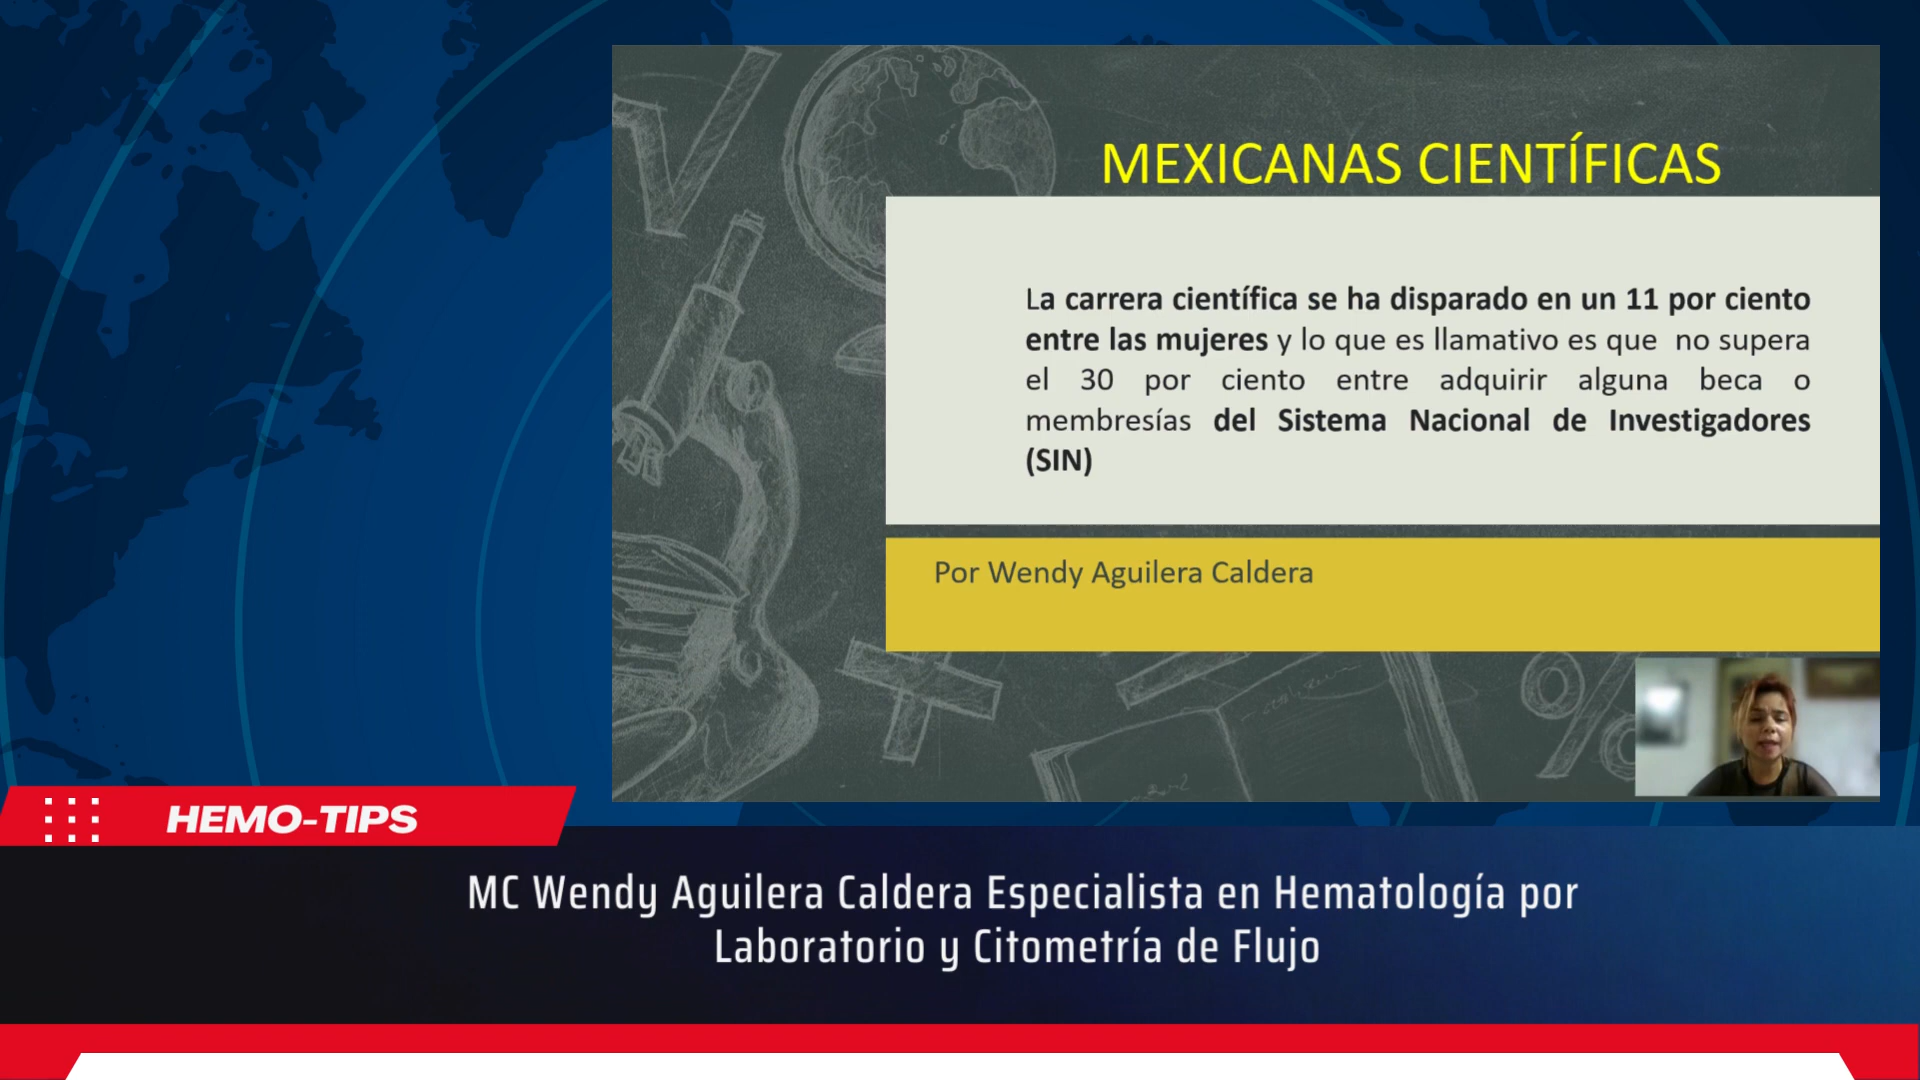 MEXICANAS CIENTÍFICAS
La carrera científica se ha disparado en un 11 por ciento
entre las mujeres y lo que es llamativo es que no supera
el 30 por ciento entre adquirir alguna beca o
membresías del Sistema Nacional de Investigadores
(SIN)
Por Wendy Aguilera Caldera
HEMO-TIPS
MC Wendy Aguilera Caldera Especialista en Hematología por
Laboratorio y Citometría de Flujo